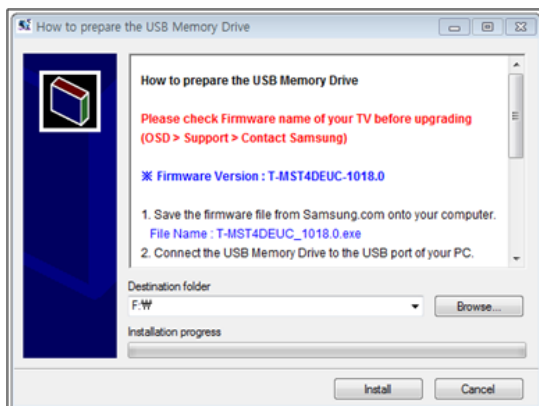 How to prepare the USB Memory Drive
How to prepare the USB Memory Drive
Please check Firmware name of your TV before upgrading
(OSD > Support > Contact Samsung)
※ Firmware Version : T-MST4DEUC-1018.0
1. Save the firmware file from Samsung.com onto your computer.
File Name : T-MST4DEUC_1018.0.exe
2. Connect the USB Memory Drive to the USB port of your PC.
Destination folder
F:₩
Browse...
Installation progress
Install
Cancel